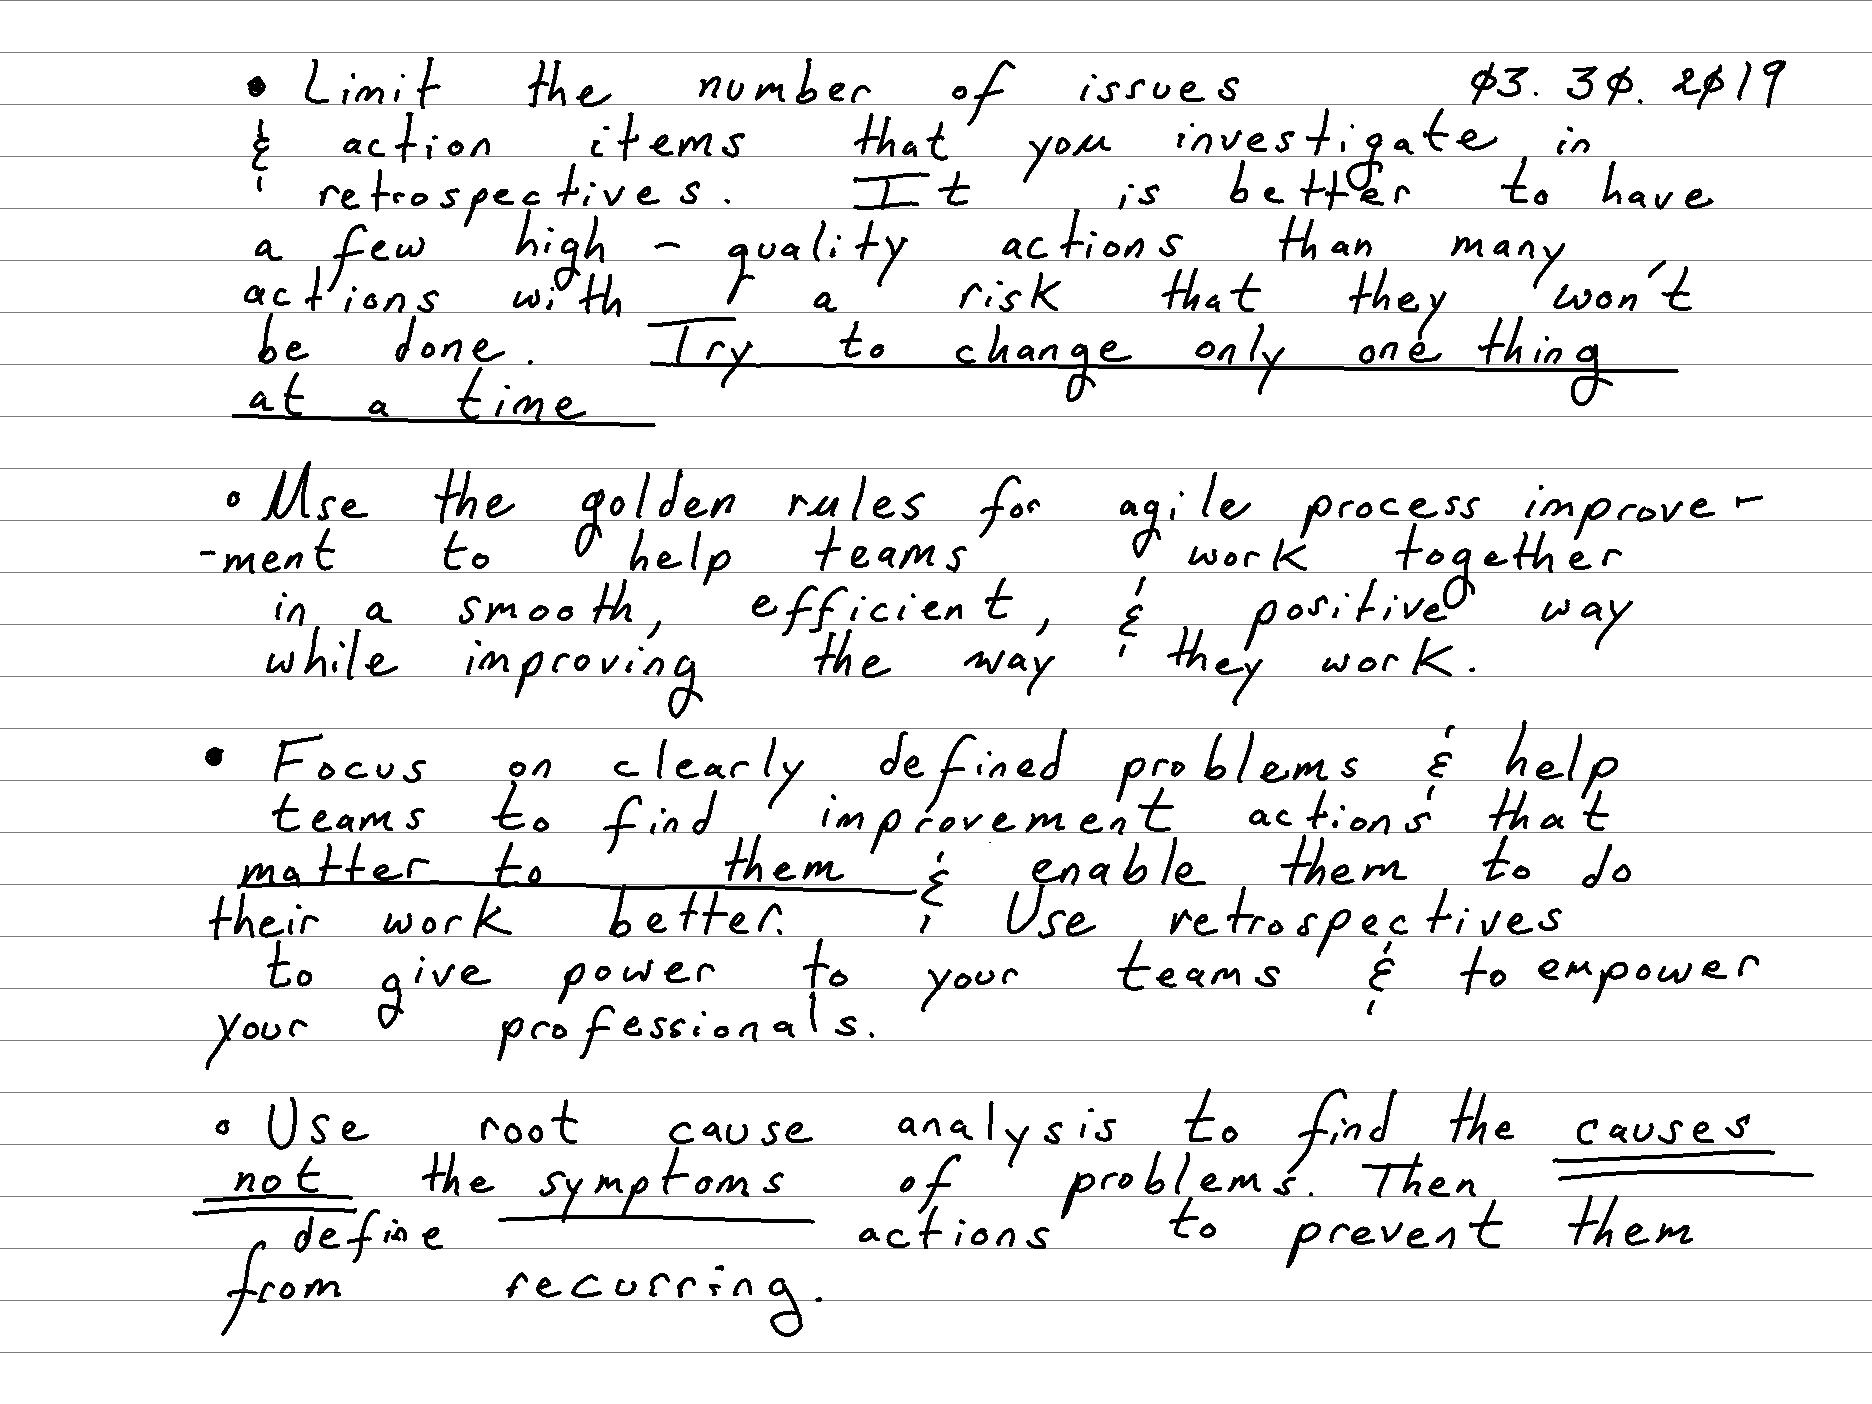 • Limit the number of issues 03.30.2019
& action items that you investigate in
retrospectives. It is better to have
a few high-quality actions than many
actions with a risk that they won't
be done. Try to change only one thing
at a time
• Use the golden rules for agile process improve-
-ment to help teams work together
in a smooth, efficient, & positive way
while improving the way they work.
• Focus on clearly defined problems & help
teams to find improvement actions that
matter to them & enable them to do
their work better. Use retrospectives
to give power to your teams & to empower
your professionals.
• Use root cause analysis to find the causes
not the symptoms of problems. Then
define actions to prevent them
from recurring.